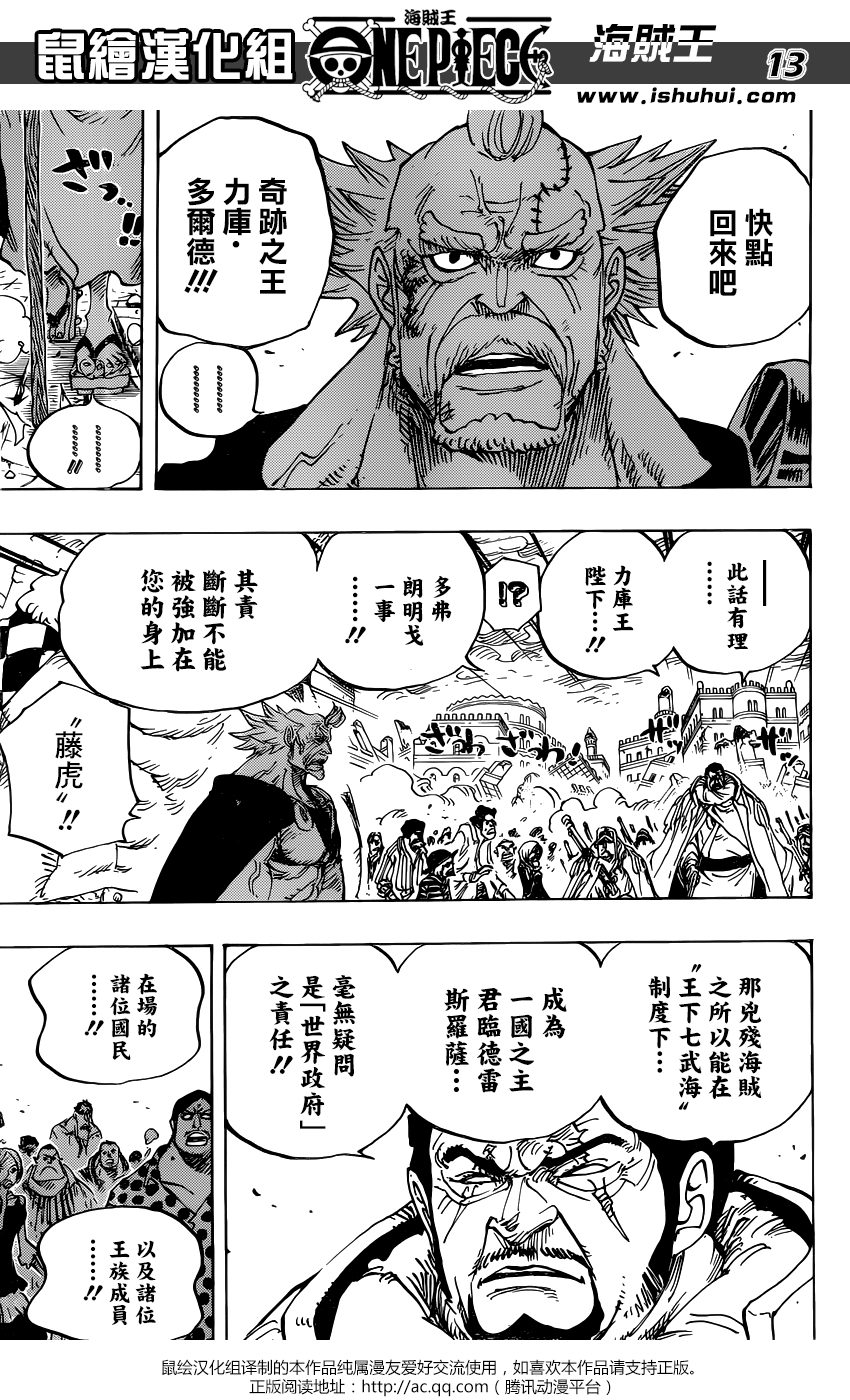 鼠繪漢化組
海賊王
ONE PIECE
海賊王
13
www.ishuhui.com
快點
回來吧
奇跡之王
力庫·
多爾德!!!
…………
ざっ!!
…………!!
此話有理
……
力庫王
陛下…!!
!?
多弗
朗明戈
一事
……!!
其責
斷斷不能
被強加在
您的身上
“藤虎”!!
ざわ
ざわ
那兇殘海賊
之所以能在
“王下七武海”
制度下…
成為
一國之主
君臨德雷
斯羅薩…
毫無疑問
是「世界政府」
之責任!!
在場的
諸位國民
……!!
以及諸位
王族成員
……!!
鼠绘汉化组译制的本作品纯属漫友爱好交流使用，如喜欢本作品请支持正版。
正版阅读地址：http://ac.qq.com（腾讯动漫平台）